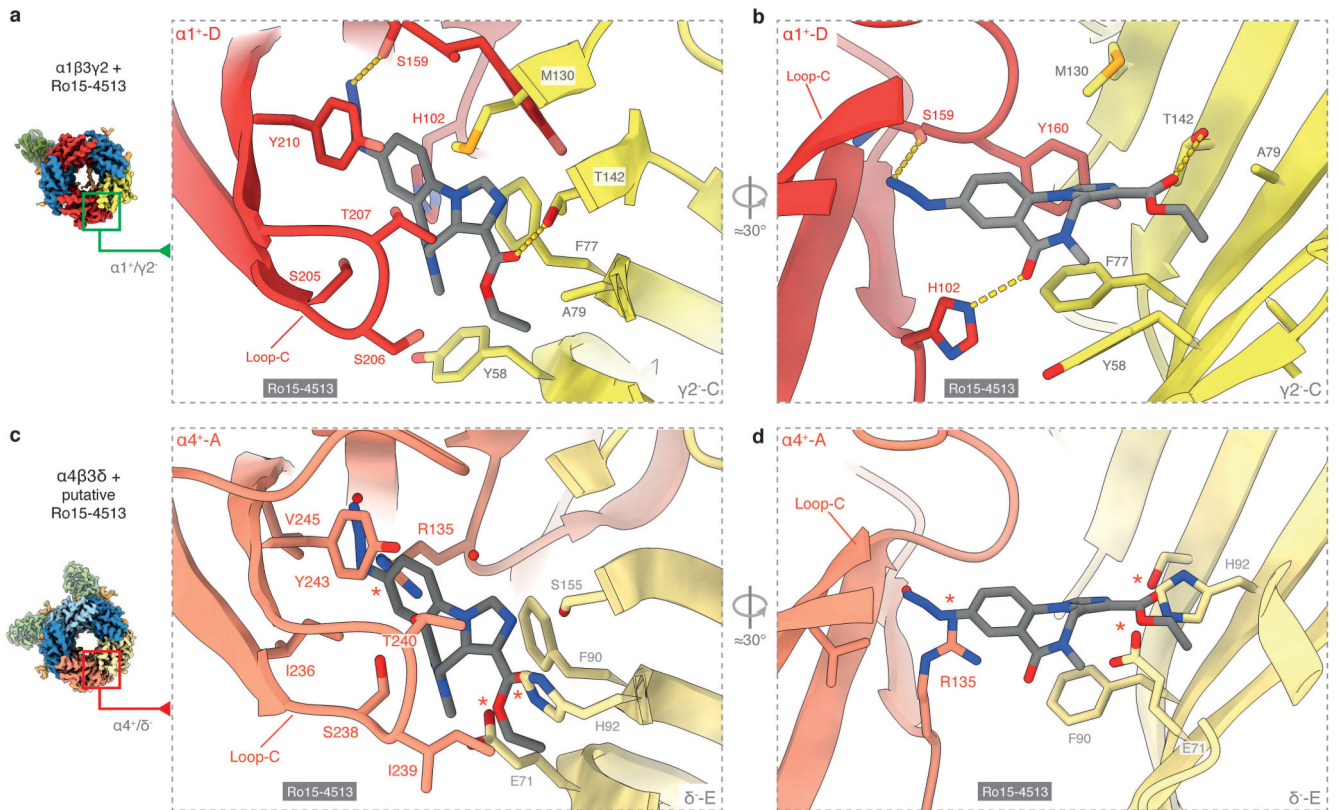 a
α1β3γ2 +
Ro15-4513
α1⁺/γ2⁻
α1⁺-D
S159
M130
H102
Y210
T142
T207
F77
S205
A79
Loop-C
S206
Y58
Ro15-4513
γ2⁻-C
b
≈30°
α1⁺-D
M130
Loop-C
S159
Y160
T142
A79
F77
H102
Y58
Ro15-4513
γ2⁻-C
c
α4β3δ +
putative
Ro15-4513
α4⁺/δ⁻
α4⁺-A
V245
R135
Y243
*
S155
T240
I236
F90
* *
S238
H92
Loop-C
I239
E71
Ro15-4513
δ⁻-E
d
≈30°
α4⁺-A
Loop-C
H92
*
*
*
R135
F90
E71
Ro15-4513
δ⁻-E